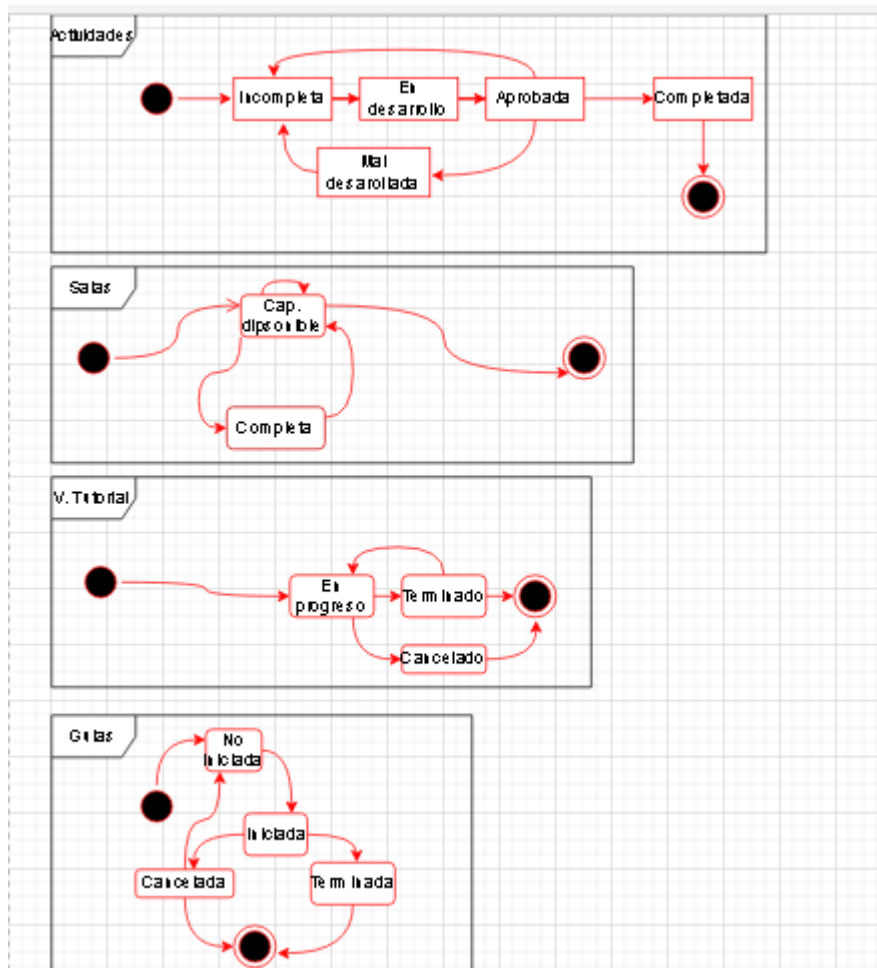 Actividades
Incompleta
En
desarrollo
Aprobada
Completada
Mal
desarollada
Salas
Cap.
dipsonible
Completa
V. Tutorial
En
progreso
Terminado
Cancelado
Guias
No
iniciada
Iniciada
Cancelada
Terminada